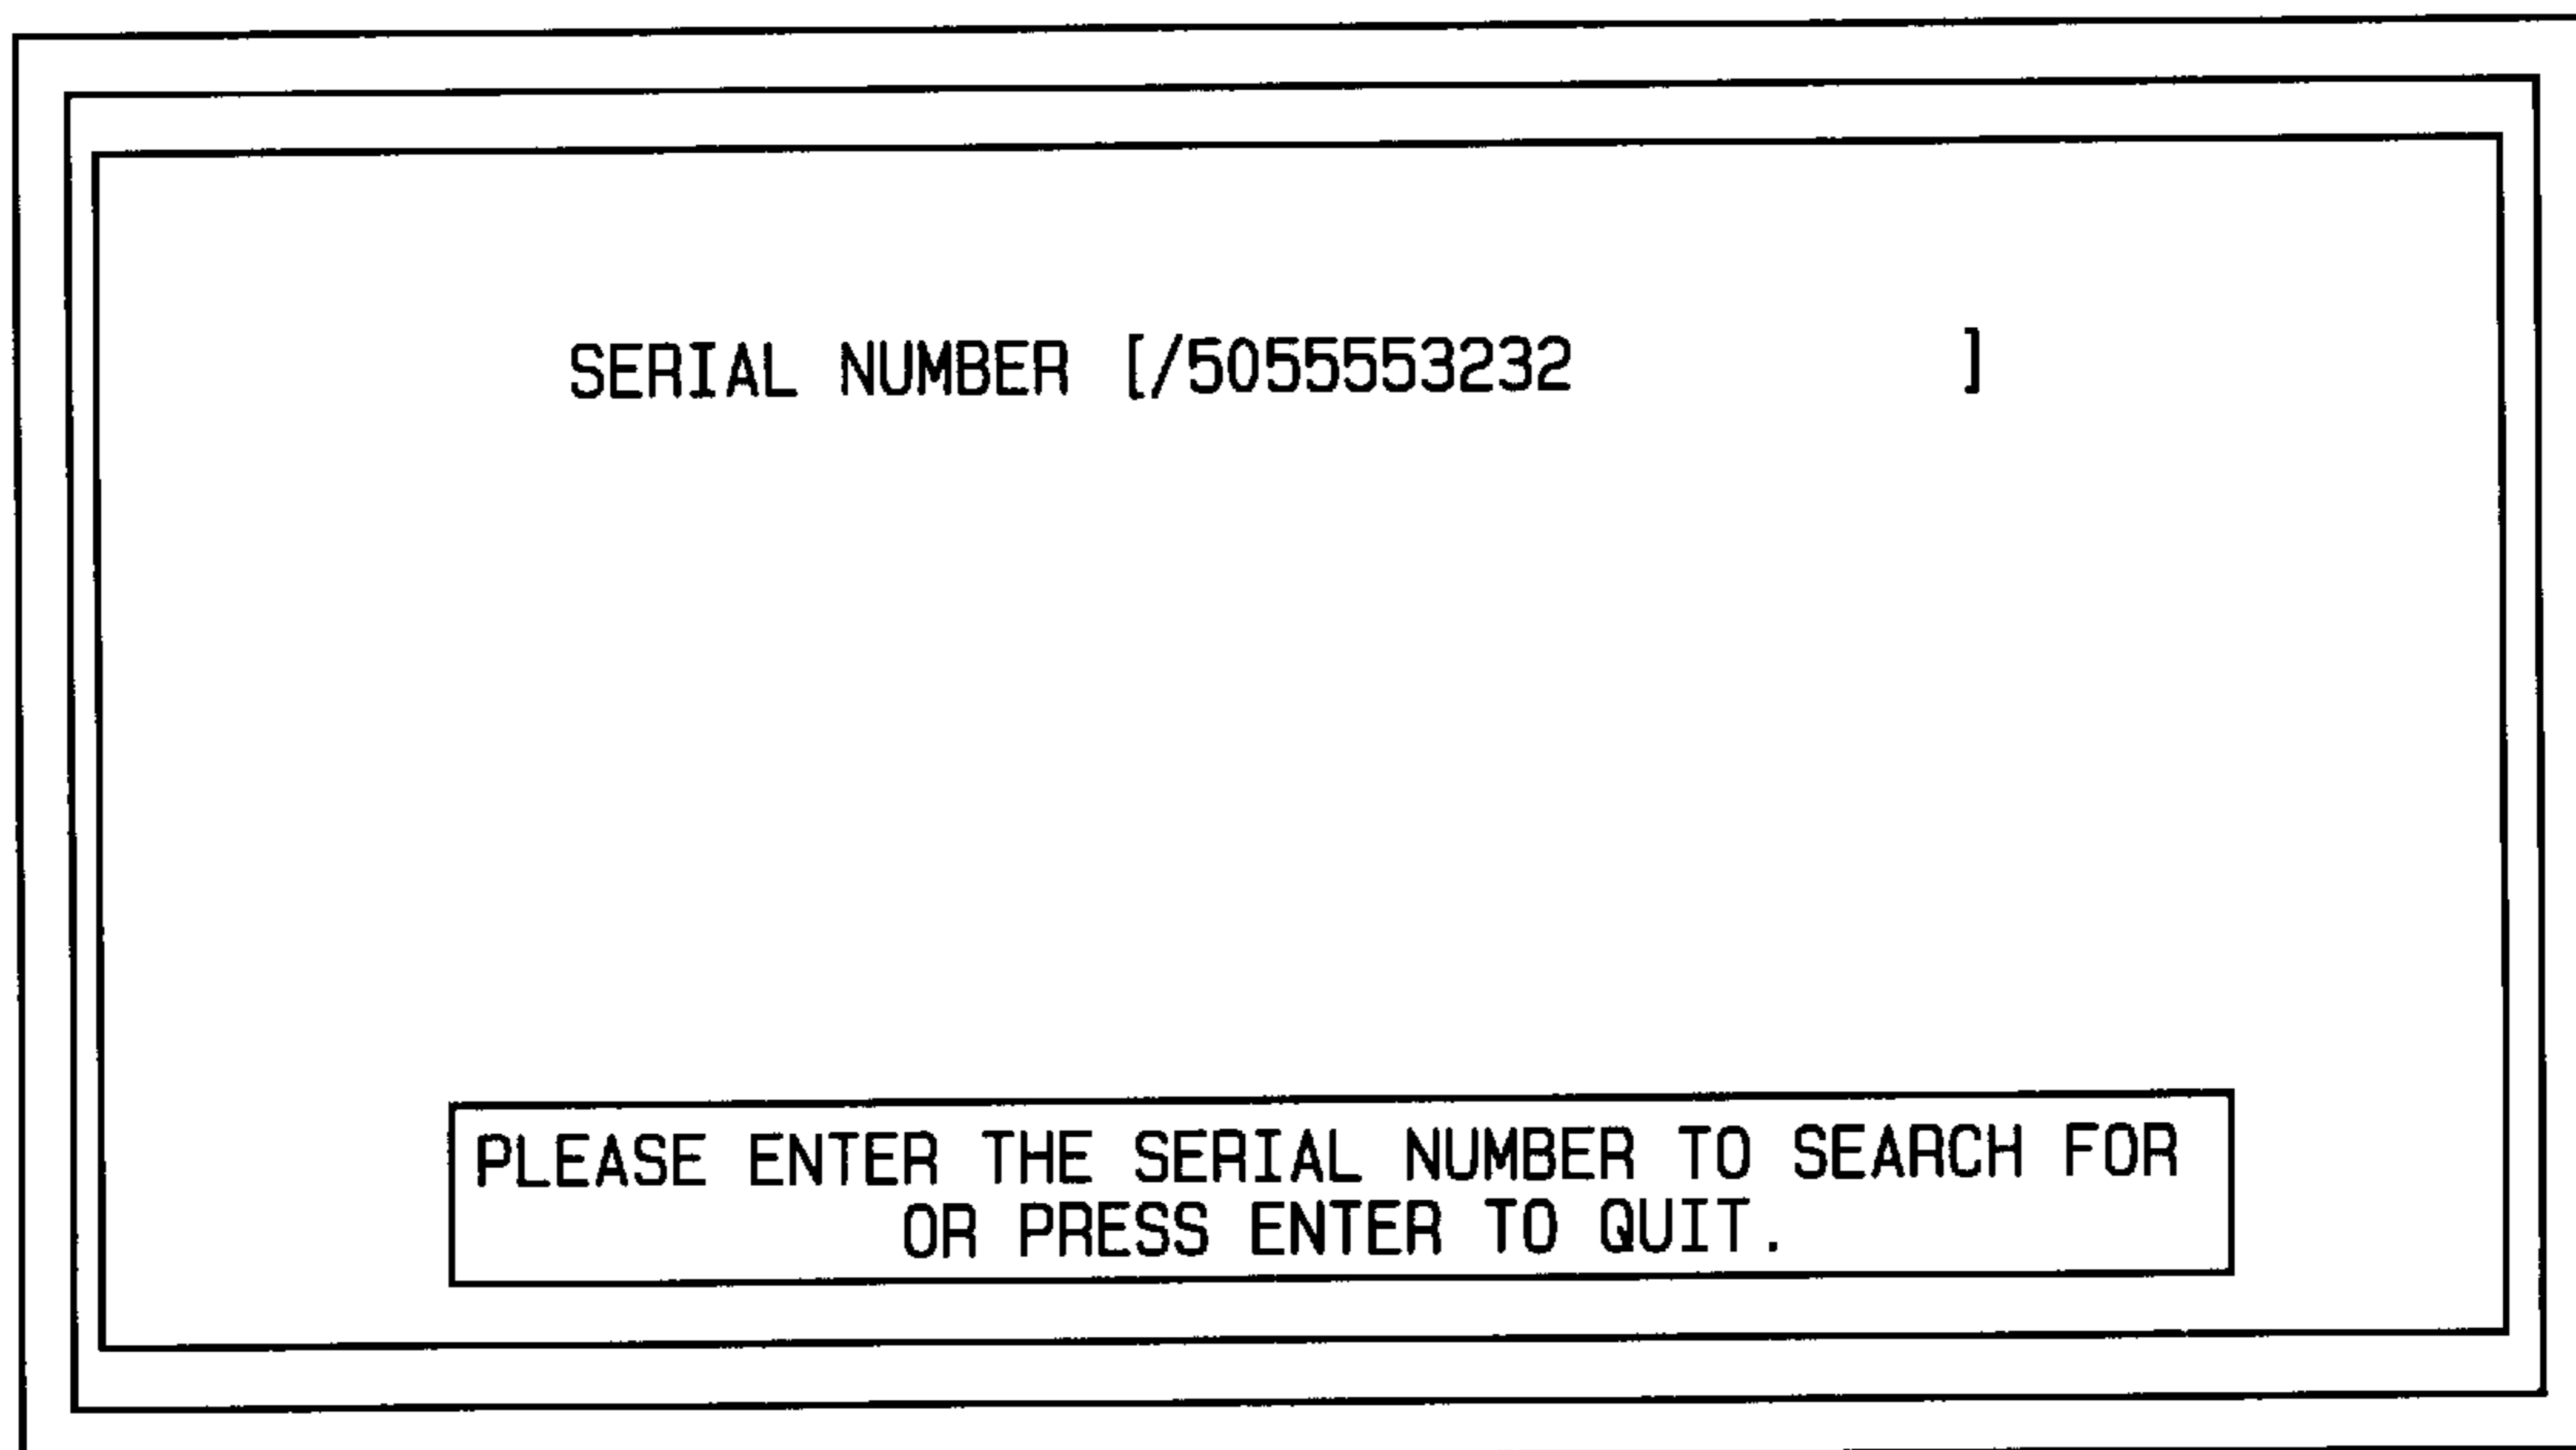 SERIAL NUMBER [/5055553232 ]
PLEASE ENTER THE SERIAL NUMBER TO SEARCH FOR
OR PRESS ENTER TO QUIT.